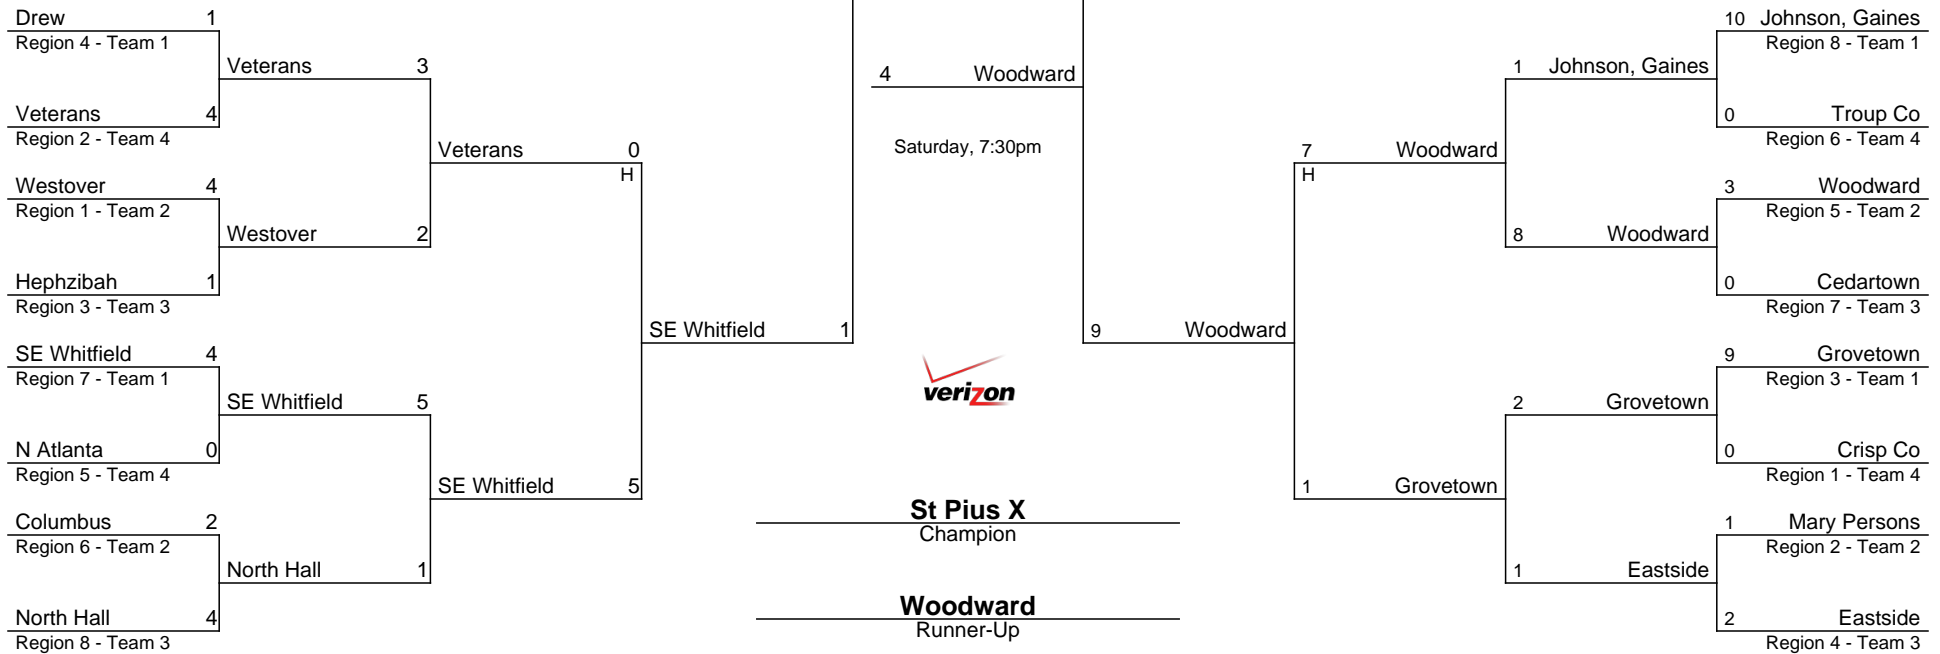 Drew 1
Region 4 - Team 1
Veterans 3
Veterans 4
Region 2 - Team 4
Veterans 0
H
Westover 4
Region 1 - Team 2
Westover 2
Hephzibah 1
Region 3 - Team 3
SE Whitfield 1
SE Whitfield 4
Region 7 - Team 1
SE Whitfield 5
N Atlanta 0
Region 5 - Team 4
SE Whitfield 5
Columbus 2
Region 6 - Team 2
North Hall 1
North Hall 4
Region 8 - Team 3
4 Woodward
Saturday, 7:30pm
verizon
St Pius X
Champion
Woodward
Runner-Up
10 Johnson, Gaines
Region 8 - Team 1
1 Johnson, Gaines
0 Troup Co
Region 6 - Team 4
7 Woodward
H
3 Woodward
Region 5 - Team 2
8 Woodward
0 Cedartown
Region 7 - Team 3
9 Woodward
9 Grovetown
Region 3 - Team 1
2 Grovetown
0 Crisp Co
Region 1 - Team 4
1 Grovetown
1 Mary Persons
Region 2 - Team 2
1 Eastside
2 Eastside
Region 4 - Team 3